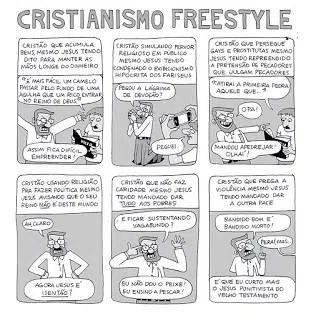 CRISTIANISMO FREESTYLE
CRISTÃO QUE ACUMULA
BENS, MESMO JESUS TENDO
DITO PARA MANTER AS
MÃOS LONGE DO DINHEIRO
"É MAIS FÁCIL UM CAMELO
PASSAR PELO FUNDO DE UMA
AGULHA QUE UM RICO ENTRAR
NO REINO DE DEUS"
ASSIM FICA DIFÍCIL
EMPREENDER!
CRISTÃO SIMULANDO FERVOR
RELIGIOSO EM PÚBLICO
MESMO JESUS TENDO
CONDENADO O EXIBICIONISMO
HIPÓCRITA DOS FARISEUS
PEGOU A LÁGRIMA
DE DEVOÇÃO?
PEGUEI.
CRISTÃO QUE PERSEGUE
GAYS E PROSTITUTAS MESMO
JESUS TENDO REPREENDIDO
A PRETENSÃO DE PECADORES
QUE JULGAM PECADORES
"ATIRAI A PRIMEIRA PEDRA
AQUELE QUE..."
OPA!
MANDOU APEDREJAR!
OLHAÍ!
CRISTÃO USANDO RELIGIÃO
PRA FAZER POLÍTICA MESMO
JESUS AVISANDO QUE O SEU
REINO NÃO É DESTE MUNDO
AH, CLARO
AGORA JESUS É
ISENTÃO?
CRISTÃO QUE NÃO FAZ
CARIDADE MESMO JESUS
TENDO MANDADO DAR
TUDO AOS POBRES
E FICAR SUSTENTANDO
VAGABUNDO?
EU NÃO DOU O PEIXE!
EU ENSINO A PESCAR!
CRISTÃO QUE PREGA A
VIOLÊNCIA MESMO JESUS
TENDO MANDADO DAR
A OUTRA FACE
BANDIDO BOM É
BANDIDO MORTO!
PERAÍ, MAS...
É QUE EU CURTO MAIS
O JESUS PUNITIVISTA DO
VELHO TESTAMENTO